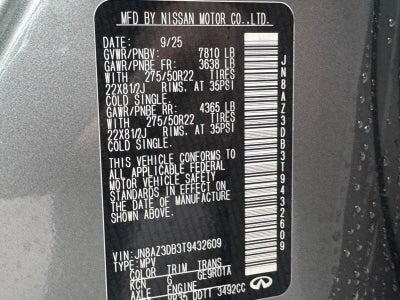 MFD BY NISSAN MOTOR CO.,LTD.
DATE: 9/25
GVWR/PNBV: 7810 LB
GAWR/PNBE FR: 3638 LB
WITH 275/50R22 TIRES
22X81/2J RIMS, AT 35PSI
COLD SINGLE.
GAWR/PNBE RR: 4365 LB
WITH 275/50R22 TIRES
22X81/2J RIMS, AT 35PSI
COLD SINGLE.
THIS VEHICLE CONFORMS TO
ALL APPLICABLE FEDERAL
MOTOR VEHICLE SAFETY
STANDARDS IN EFFECT ON
THE DATE OF MANUFACTURE
SHOWN ABOVE.
VIN:JN8AZ3DB3T9432609
TYPE:MPV
COLOR TRIM TRANS
KCN G GE9R01A
AXLE ENGINE
VR35 DDTT 3492CC
JN8AZ3DB3T9432609